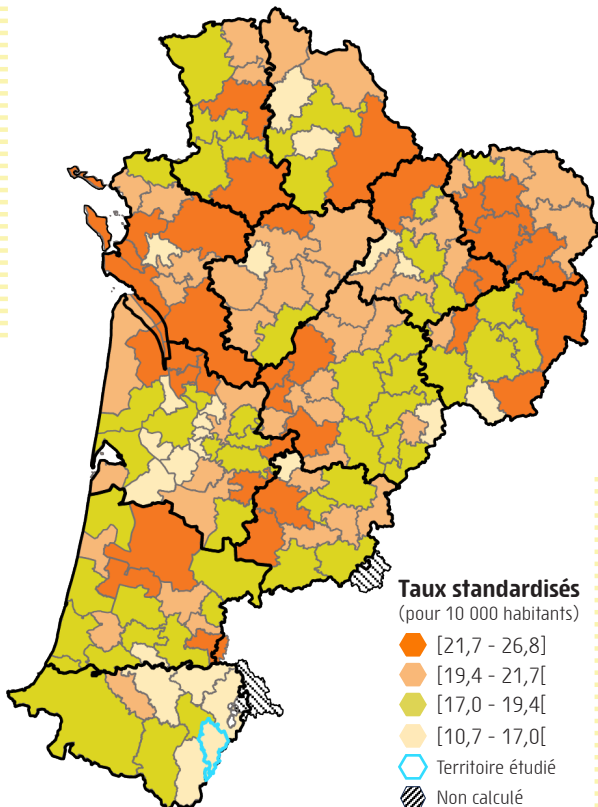 Taux standardisés
(pour 10 000 habitants)
[21,7 - 26,8]
[19,4 - 21,7[
[17,0 - 19,4[
[10,7 - 17,0[
Territoire étudié
Non calculé